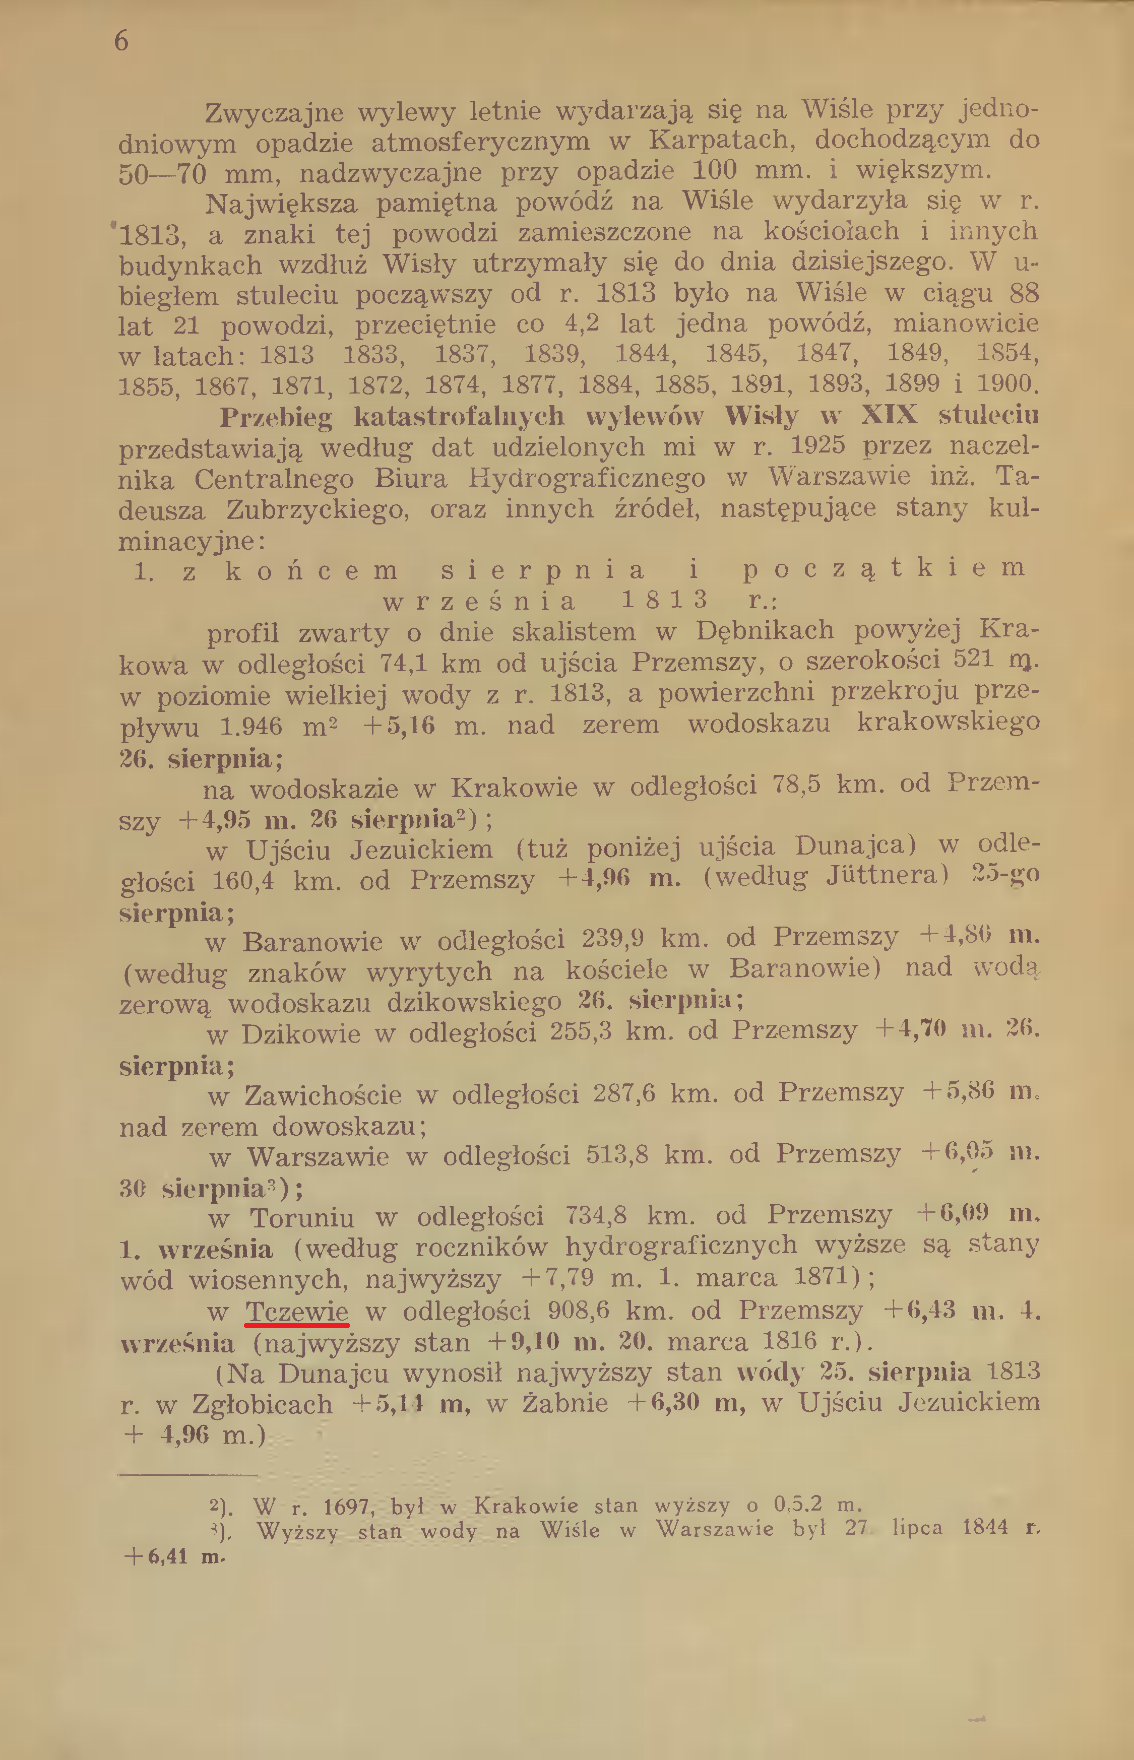 6
Zwyczajne wylewy letnie wydarzają się na Wiśle przy jedno-
dniowym opadzie atmosferycznym w Karpatach, dochodzącym do
50—70 mm, nadzwyczajne przy opadzie 100 mm. i większym.
Największa pamiętna powódź na Wiśle wydarzyła się w r.
1813, a znaki tej powodzi zamieszczone na kościołach i innych
budynkach wzdłuż Wisły utrzymały się do dnia dzisiejszego. W u-
biegłem stuleciu począwszy od r. 1813 było na Wiśle w ciągu 88
lat 21 powodzi, przeciętnie co 4,2 lat jedna powódź, mianowicie
w latach: 1813 1833, 1837, 1839, 1844, 1845, 1847, 1849, 1854,
1855, 1867, 1871, 1872, 1874, 1877, 1884, 1885, 1891, 1893, 1899 i 1900.
Przebieg katastrofalnych wylewów Wisły w XIX stuleciu
przedstawiają według dat udzielonych mi w r. 1925 przez naczel-
nika Centralnego Biura Hydrograficznego w Warszawie inż. Ta-
deusza Zubrzyckiego, oraz innych źródeł, następujące stany kul-
minacyjne:
1. z końcem sierpnia i początkiem
września 1813 r.:
profil zwarty o dnie skalistem w Dębnikach powyżej Kra-
kowa w odległości 74,1 km od ujścia Przemszy, o szerokości 521 m.
w poziomie wielkiej wody z r. 1813, a powierzchni przekroju prze-
pływu 1.946 m² +5,16 m. nad zerem wodoskazu krakowskiego
26. sierpnia;
na wodoskazie w Krakowie w odległości 78,5 km. od Przem-
szy +4,95 m. 26 sierpnia²);
w Ujściu Jezuickiem (tuż poniżej ujścia Dunajca) w odle-
głości 160,4 km. od Przemszy +4,96 m. (według Jüttnera) 25-go
sierpnia;
w Baranowie w odległości 239,9 km. od Przemszy +4,86 m.
(według znaków wyrytych na kościele w Baranowie) nad wodą
zerową wodoskazu dzikowskiego 26. sierpnia;
w Dzikowie w odległości 255,3 km. od Przemszy +4,70 m. 26.
sierpnia;
w Zawichoście w odległości 287,6 km. od Przemszy +5,86 m.
nad zerem dowoskazu;
w Warszawie w odległości 513,8 km. od Przemszy +6,05 m.
30 sierpnia³);
w Toruniu w odległości 734,8 km. od Przemszy +6,09 m.
1. września (według roczników hydrograficznych wyższe są stany
wód wiosennych, najwyższy +7,79 m. 1. marca 1871);
w Tczewie w odległości 908,6 km. od Przemszy +6,43 m. 4.
września (najwyższy stan +9,10 m. 20. marca 1816 r.).
(Na Dunajcu wynosił najwyższy stan wódy 25. sierpnia 1813
r. w Zgłobicach +5,14 m, w Żabnie +6,30 m, w Ujściu Jezuickiem
+ 4,96 m.)
²). W r. 1697, był w Krakowie stan wyższy o 0,5.2 m.
³). Wyższy stan wody na Wiśle w Warszawie był 27 lipca 1844 r.
+6,41 m.